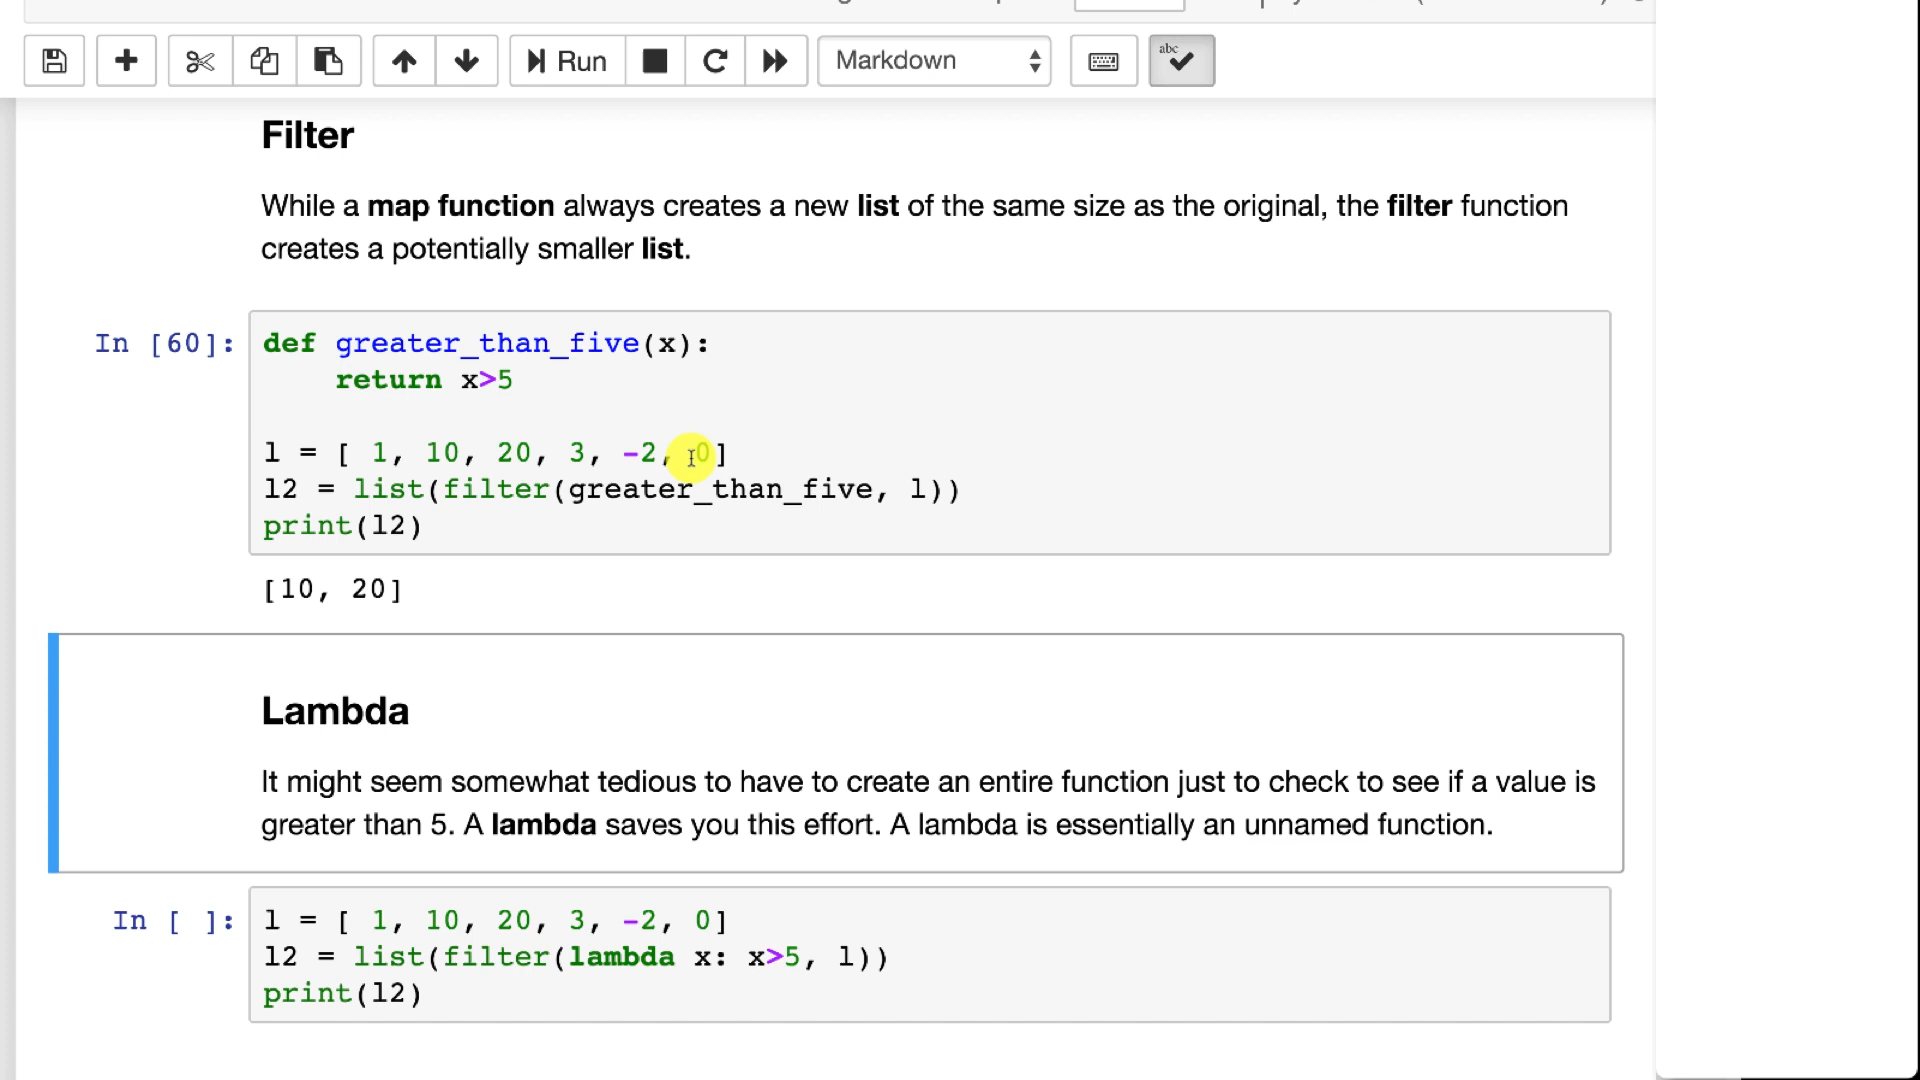 Run
Markdown
abc
Filter
While a map function always creates a new list of the same size as the original, the filter function
creates a potentially smaller list.
In [60]:
def greater_than_five(x):
    return x>5
l = [ 1, 10, 20, 3, -2, 0]
l2 = list(filter(greater_than_five, l))
print(l2)
[10, 20]
Lambda
It might seem somewhat tedious to have to create an entire function just to check to see if a value is
greater than 5. A lambda saves you this effort. A lambda is essentially an unnamed function.
In [ ]:
l = [ 1, 10, 20, 3, -2, 0]
l2 = list(filter(lambda x: x>5, l))
print(l2)